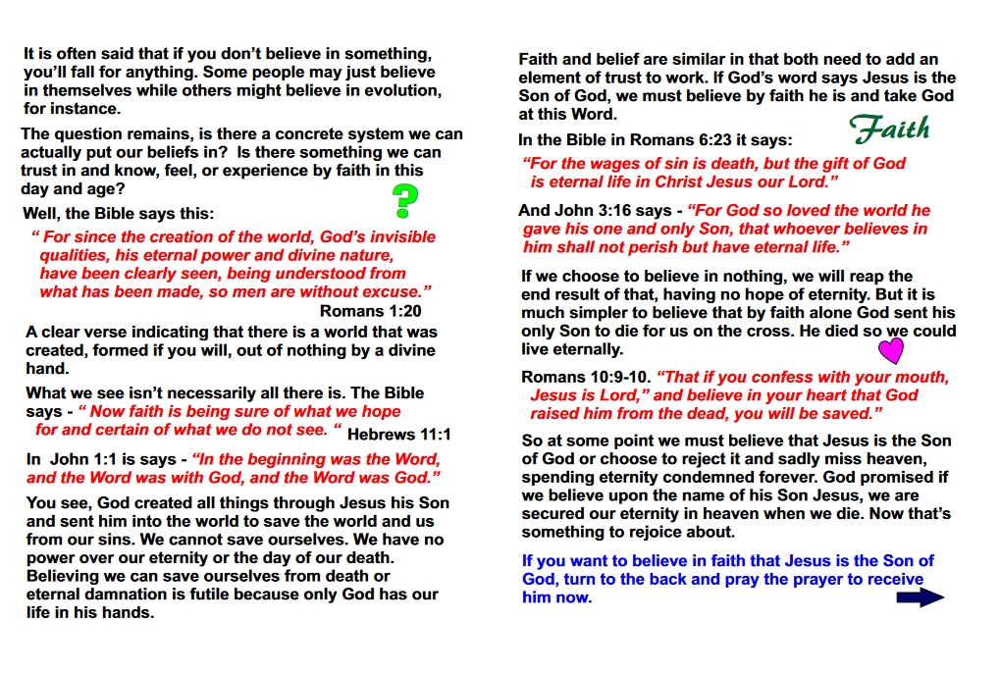 It is often said that if you don’t believe in something,
you’ll fall for anything. Some people may just believe
in themselves while others might believe in evolution,
for instance.
The question remains, is there a concrete system we can
actually put our beliefs in?  Is there something we can
trust in and know, feel, or experience by faith in this
day and age?
?
Well, the Bible says this:
“ For since the creation of the world, God’s invisible
qualities, his eternal power and divine nature,
have been clearly seen, being understood from
what has been made, so men are without excuse.”
Romans 1:20
A clear verse indicating that there is a world that was
created, formed if you will, out of nothing by a divine
hand.
What we see isn’t necessarily all there is. The Bible
says - “ Now faith is being sure of what we hope
for and certain of what we do not see. “ Hebrews 11:1
In  John 1:1 is says - “In the beginning was the Word,
and the Word was with God, and the Word was God.”
You see, God created all things through Jesus his Son
and sent him into the world to save the world and us
from our sins. We cannot save ourselves. We have no
power over our eternity or the day of our death.
Believing we can save ourselves from death or
eternal damnation is futile because only God has our
life in his hands.
Faith and belief are similar in that both need to add an
element of trust to work. If God’s word says Jesus is the
Son of God, we must believe by faith he is and take God
at this Word.
Faith
In the Bible in Romans 6:23 it says:
“For the wages of sin is death, but the gift of God
is eternal life in Christ Jesus our Lord.”
And John 3:16 says - “For God so loved the world he
gave his one and only Son, that whoever believes in
him shall not perish but have eternal life.”
If we choose to believe in nothing, we will reap the
end result of that, having no hope of eternity. But it is
much simpler to believe that by faith alone God sent his
only Son to die for us on the cross. He died so we could
live eternally.
Romans 10:9-10. “That if you confess with your mouth,
Jesus is Lord,” and believe in your heart that God
raised him from the dead, you will be saved.”
So at some point we must believe that Jesus is the Son
of God or choose to reject it and sadly miss heaven,
spending eternity condemned forever. God promised if
we believe upon the name of his Son Jesus, we are
secured our eternity in heaven when we die. Now that’s
something to rejoice about.
If you want to believe in faith that Jesus is the Son of
God, turn to the back and pray the prayer to receive
him now.